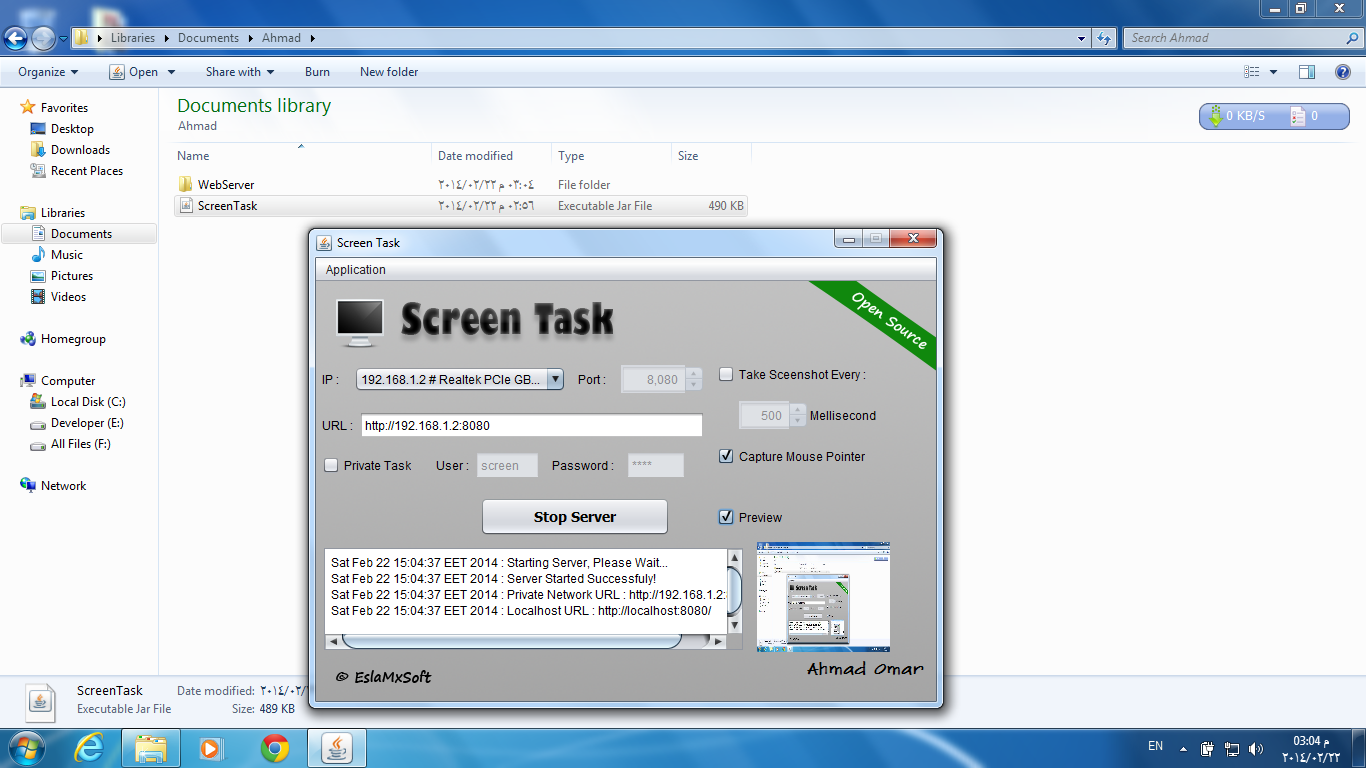 Libraries Documents Ahmad
Search Ahmad
Organize Open Share with Burn New folder
Favorites
Desktop
Downloads
Recent Places
Libraries
Documents
Music
Pictures
Videos
Homegroup
Computer
Local Disk (C:)
Developer (E:)
All Files (F:)
Network
Documents library
Ahmad
0 KB/S 0
Name Date modified Type Size
WebServer ٢٠١٤/٠٢/٢٢ م ٠٣:٠٤ File folder
ScreenTask ٢٠١٤/٠٢/٢٢ م ٠٢:٥٦ Executable Jar File 490 KB
Screen Task
Application
Screen Task
Open Source
IP : 192.168.1.2 # Realtek PCIe GB... Port : 8,080
Take Sceenshot Every :
500 Mellisecond
URL : http://192.168.1.2:8080
Capture Mouse Pointer
Private Task User : screen Password : ****
Stop Server
Preview
Sat Feb 22 15:04:37 EET 2014 : Starting Server, Please Wait...
Sat Feb 22 15:04:37 EET 2014 : Server Started Successfuly!
Sat Feb 22 15:04:37 EET 2014 : Private Network URL : http://192.168.1.2:
Sat Feb 22 15:04:37 EET 2014 : Localhost URL : http://localhost:8080/
© EslaMxSoft
Ahmad Omar
ScreenTask Date modified: ٢٠١٤/٠٢/
Executable Jar File Size: 489 KB
EN
م 03:04
٢٠١٤/٠٢/٢٢